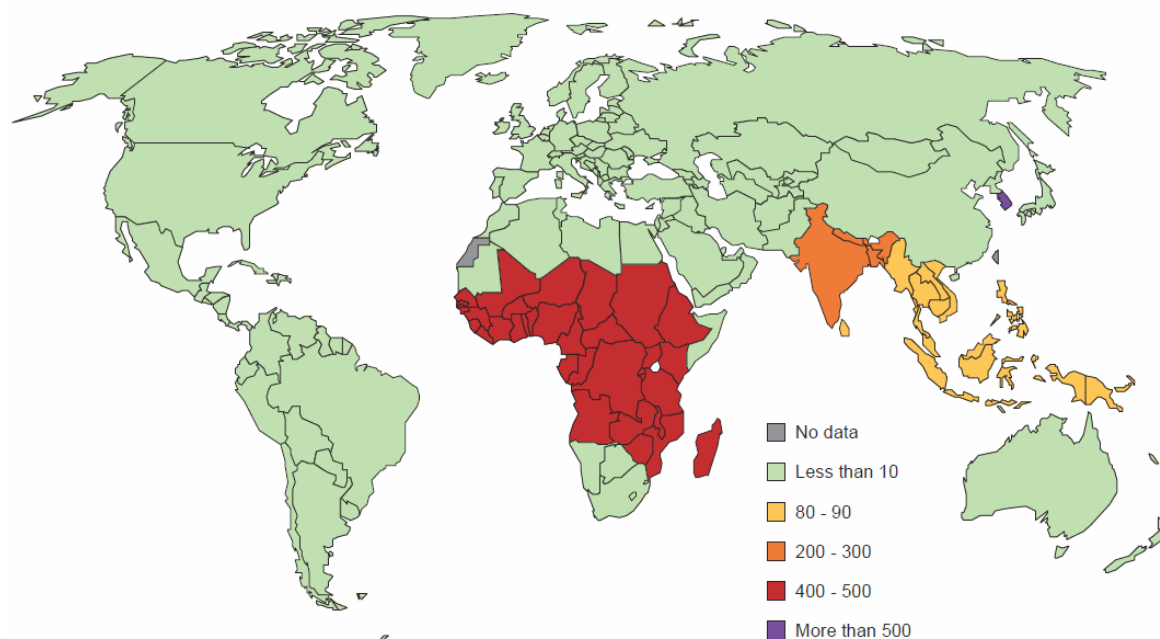 No data
Less than 10
80 - 90
200 - 300
400 - 500
More than 500